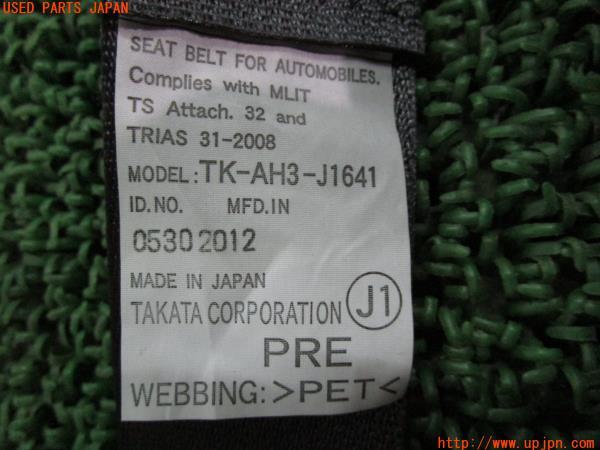 USED PARTS JAPAN
SEAT BELT FOR AUTOMOBILES.
Complies with MLIT
TS Attach. 32 and
TRIAS 31-2008
MODEL:TK-AH3-J1641
ID.NO. MFD.IN
05302012
MADE IN JAPAN
TAKATA CORPORATION J1
PRE
WEBBING:>PET<
http://www.upjpn.com/